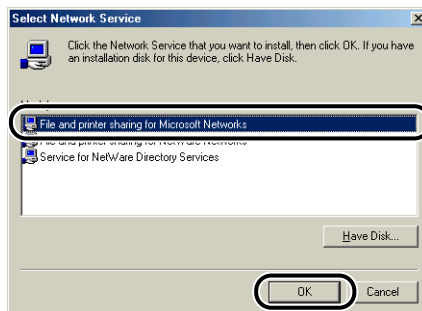 Select Network Service
Click the Network Service that you want to install, then click OK. If you have
an installation disk for this device, click Have Disk.
File and printer sharing for Microsoft Networks
File and printer sharing for NetWare Networks
Service for NetWare Directory Services
Have Disk...
OK
Cancel